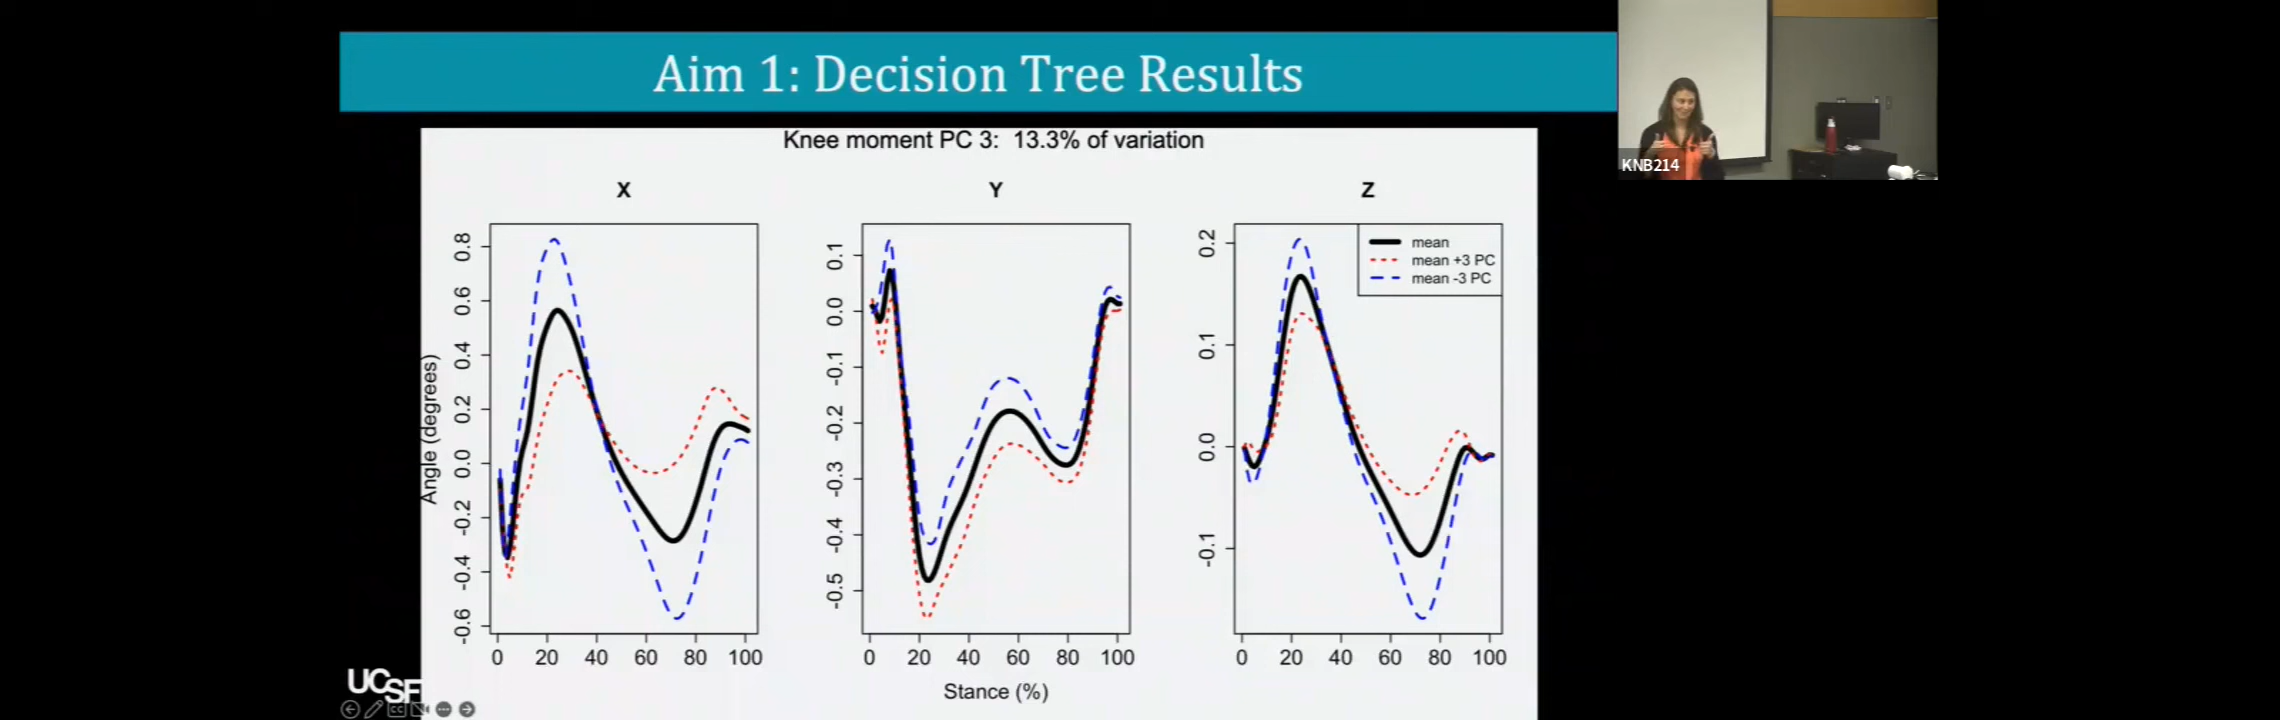 Aim 1: Decision Tree Results
KNB214
Knee moment PC 3: 13.3% of variation
X
Y
Z
mean
mean +3 PC
mean -3 PC
Angle (degrees)
0.8
0.6
0.4
0.2
0.0
-0.2
-0.4
-0.6
0.1
0.0
-0.1
-0.2
-0.3
-0.4
-0.5
0.2
0.1
0.0
-0.1
0 20 40 60 80 100
0 20 40 60 80 100
0 20 40 60 80 100
Stance (%)
UCSF
CC